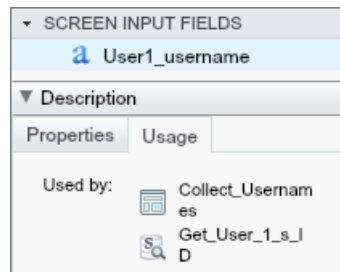 SCREEN INPUT FIELDS
a User1_username
Description
Properties Usage
Used by: Collect_Usernam
es
Get_User_1_s_I
D